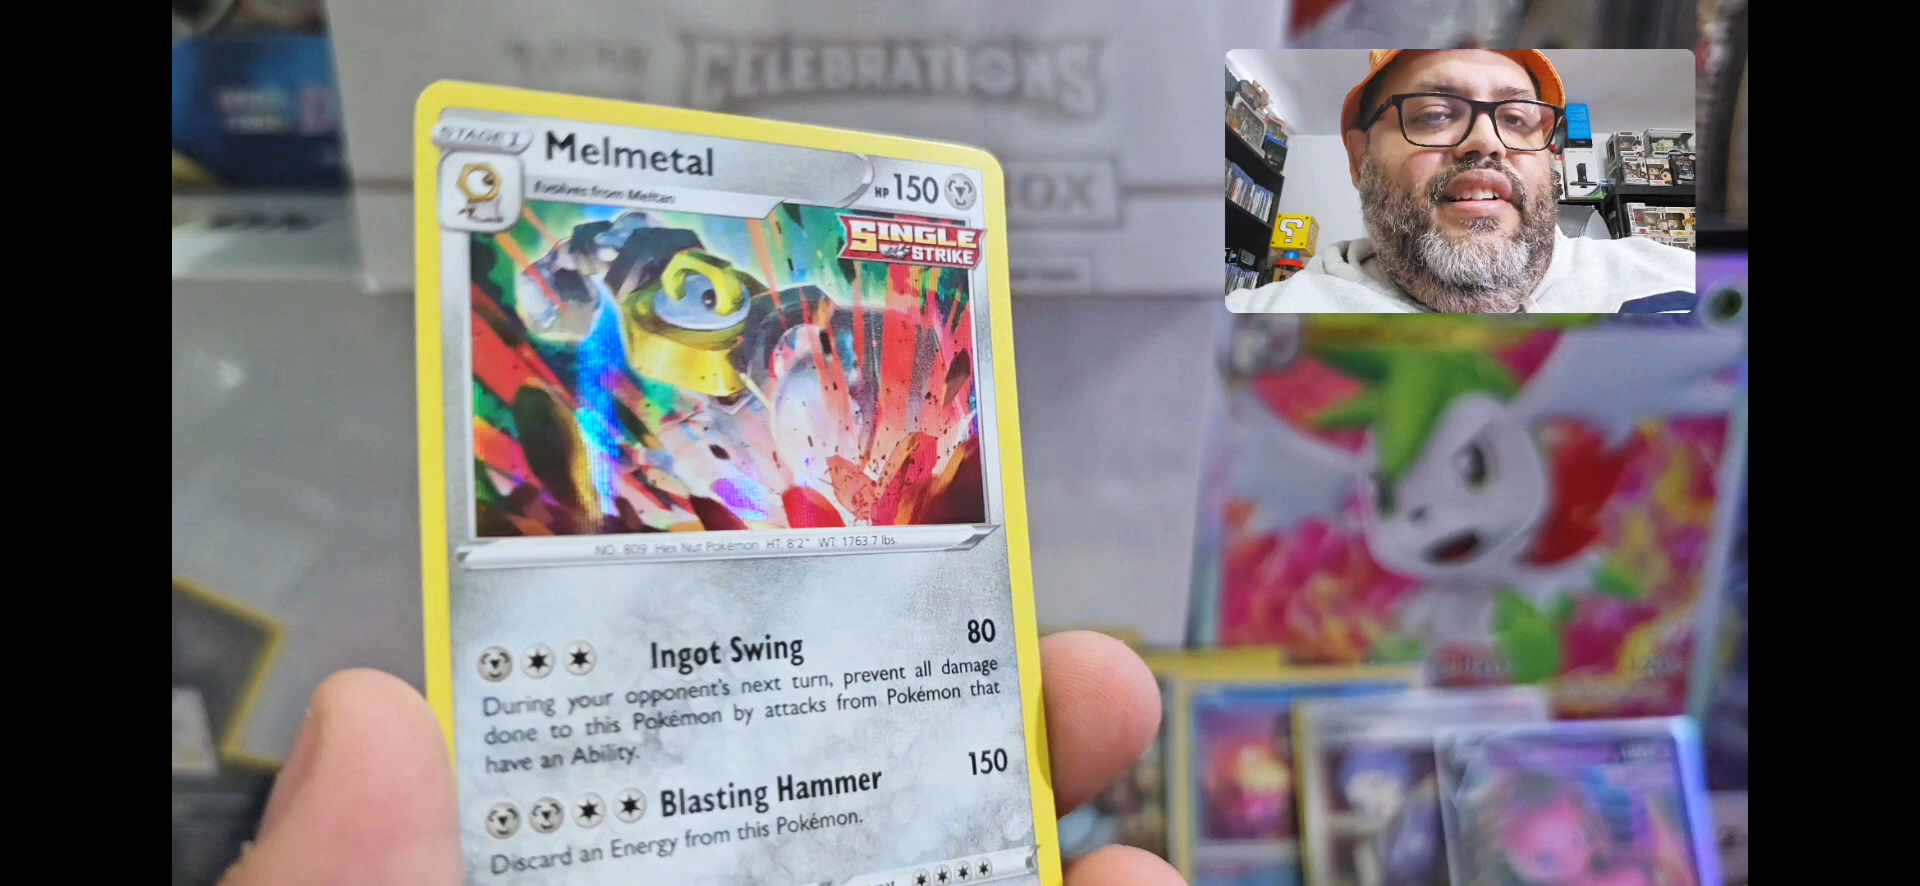 CELEBRATIONS
BOX
STAGE 1
Melmetal
Evolves from Meltan
HP 150
SINGLE
STRIKE
NO. 809 Hex Nut Pokémon HT: 8'2" WT: 1763.7 lbs.
Ingot Swing 80
During your opponent's next turn, prevent all damage
done to this Pokémon by attacks from Pokémon that
have an Ability.
Blasting Hammer 150
Discard an Energy from this Pokémon.
?